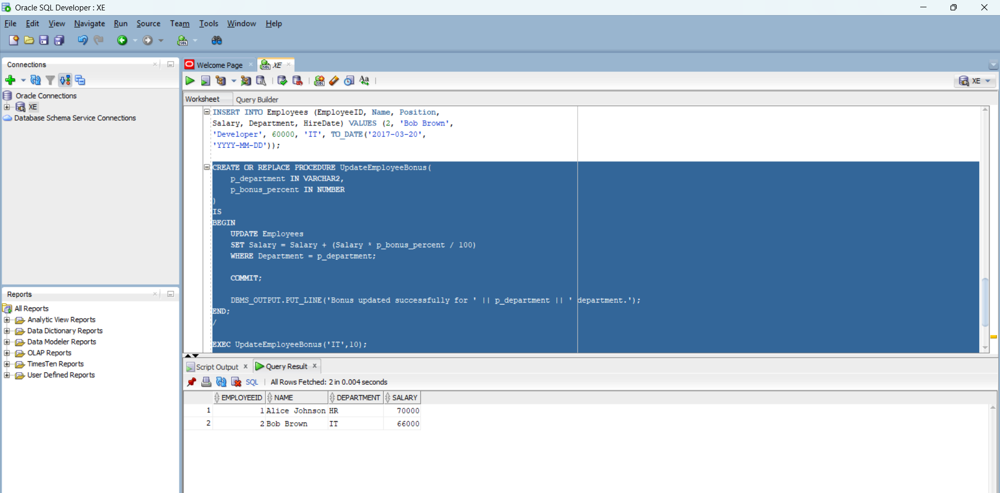 Oracle SQL Developer : XE
File Edit View Navigate Run Source Team Tools Window Help
Connections
Oracle Connections
XE
Database Schema Service Connections
Reports
All Reports
Analytic View Reports
Data Dictionary Reports
Data Modeler Reports
OLAP Reports
TimesTen Reports
User Defined Reports
Welcome Page XE
XE
Worksheet Query Builder
INSERT INTO Employees (EmployeeID, Name, Position,
Salary, Department, HireDate) VALUES (2, 'Bob Brown',
'Developer', 60000, 'IT', TO_DATE('2017-03-20',
'YYYY-MM-DD'));
CREATE OR REPLACE PROCEDURE UpdateEmployeeBonus(
p_department IN VARCHAR2,
p_bonus_percent IN NUMBER
)
IS
BEGIN
UPDATE Employees
SET Salary = Salary + (Salary * p_bonus_percent / 100)
WHERE Department = p_department;
COMMIT;
DBMS_OUTPUT.PUT_LINE('Bonus updated successfully for ' || p_department || ' department.');
END;
/
EXEC UpdateEmployeeBonus('IT',10);
Script Output Query Result
SQL All Rows Fetched: 2 in 0.004 seconds
EMPLOYEEID NAME DEPARTMENT SALARY
1 1 Alice Johnson HR 70000
2 2 Bob Brown IT 66000